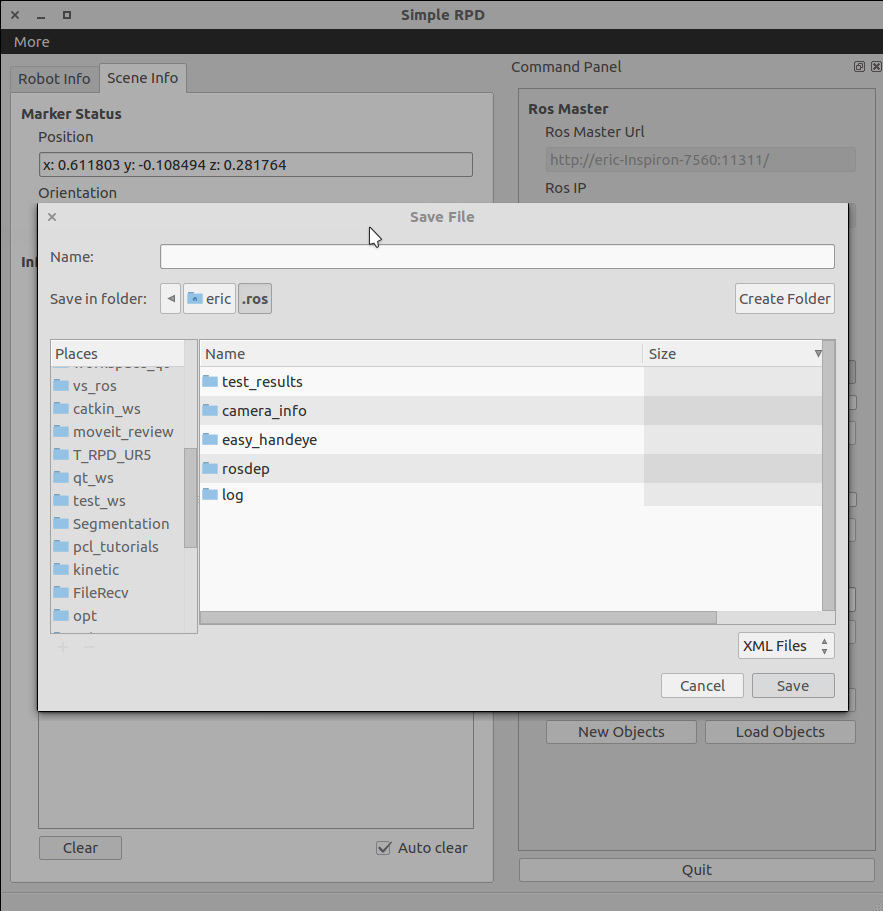 Simple RPD
More
Robot Info
Scene Info
Command Panel
Marker Status
Position
x: 0.611803 y: -0.108494 z: 0.281764
Orientation
Ros Master
Ros Master Url
http://eric-Inspiron-7560:11311/
Ros IP
Save File
Name:
Save in folder:
eric
.ros
Create Folder
Places
vs_ros
catkin_ws
moveit_review
T_RPD_UR5
qt_ws
test_ws
Segmentation
pcl_tutorials
kinetic
FileRecv
opt
Name
Size
test_results
camera_info
easy_handeye
rosdep
log
XML Files
Cancel
Save
New Objects
Load Objects
Clear
Auto clear
Quit